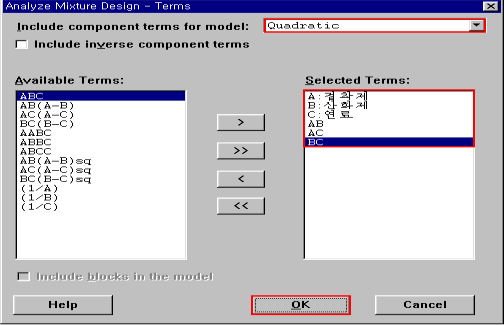 Analyze Mixture Design - Terms
Include component terms for model: Quadratic
Include inverse component terms
Available Terms:
ABC
AB(A-B)
AC(A-C)
BC(B-C)
AABC
ABBC
ABCC
AB(A-B)sq
AC(A-C)sq
BC(B-C)sq
(1/A)
(1/B)
(1/C)
>
>>
<
<<
Selected Terms:
A:결합제
B:산화제
C:연료
AB
AC
BC
Include blocks in the model
Help
OK
Cancel